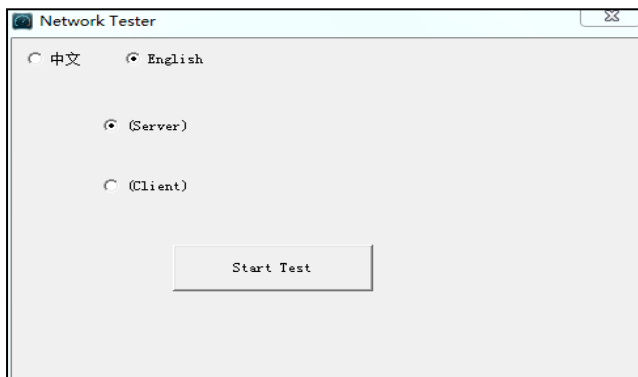 Network Tester
中文 English
(Server)
(Client)
Start Test